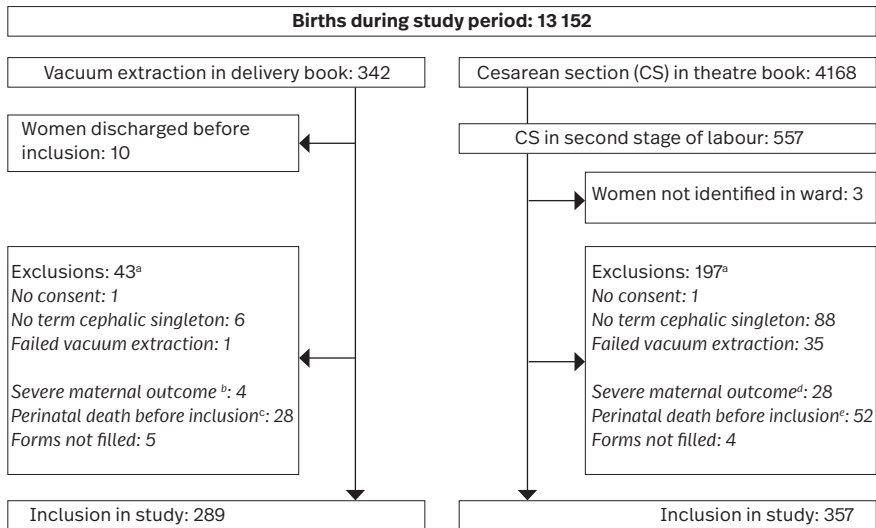 Births during study period: 13 152
Vacuum extraction in delivery book: 342
Cesarean section (CS) in theatre book: 4168
Women discharged before
inclusion: 10
CS in second stage of labour: 557
Women not identified in ward: 3
Exclusions: 43ᵃ
No consent: 1
No term cephalic singleton: 6
Failed vacuum extraction: 1
Severe maternal outcome ᵇ: 4
Perinatal death before inclusionᶜ: 28
Forms not filled: 5
Exclusions: 197ᵃ
No consent: 1
No term cephalic singleton: 88
Failed vacuum extraction: 35
Severe maternal outcomeᵈ: 28
Perinatal death before inclusionᵉ: 52
Forms not filled: 4
Inclusion in study: 289
Inclusion in study: 357